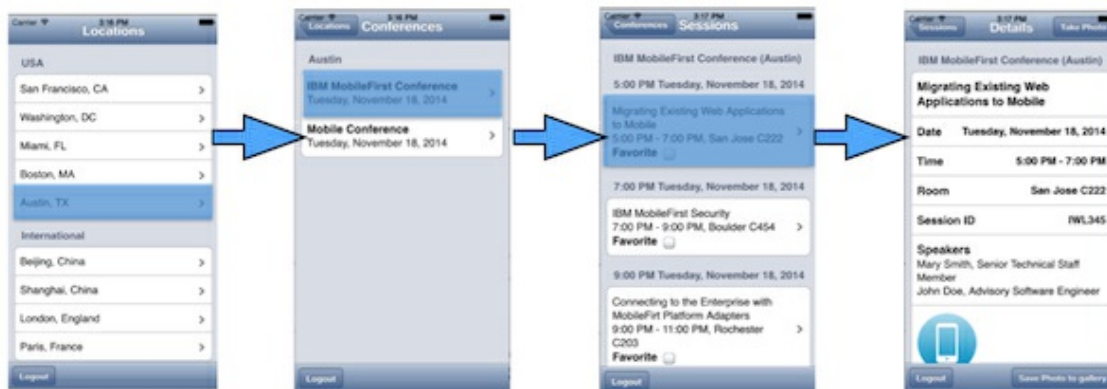 Carrier 3:16 PM
Locations
USA
San Francisco, CA
Washington, DC
Miami, FL
Boston, MA
Austin, TX
International
Beijing, China
Shanghai, China
London, England
Paris, France
Logout
Carrier 3:16 PM
Locations Conferences
Austin
IBM MobileFirst Conference
Tuesday, November 18, 2014
Mobile Conference
Tuesday, November 18, 2014
Logout
Carrier 3:17 PM
Conferences Sessions
IBM MobileFirst Conference (Austin)
5:00 PM Tuesday, November 18, 2014
Migrating Existing Web Applications
to Mobile
5:00 PM - 7:00 PM, San Jose C222
Favorite
7:00 PM Tuesday, November 18, 2014
IBM MobileFirst Security
7:00 PM - 9:00 PM, Boulder C454
Favorite
9:00 PM Tuesday, November 18, 2014
Connecting to the Enterprise with
MobileFirt Platform Adapters
9:00 PM - 11:00 PM, Rochester
C203
Favorite
Logout
Carrier 3:17 PM
Sessions Details Take Photo
IBM MobileFirst Conference (Austin)
Migrating Existing Web
Applications to Mobile
Date Tuesday, November 18, 2014
Time 5:00 PM - 7:00 PM
Room San Jose C222
Session ID IWL345
Speakers
Mary Smith, Senior Technical Staff
Member
John Doe, Advisory Software Engineer
Logout Save Photo to gallery